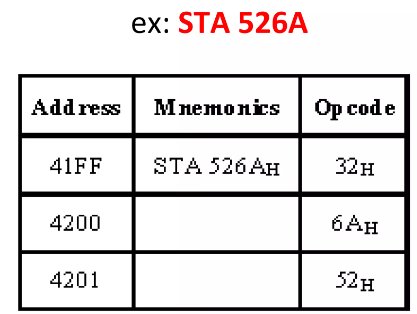 ex: STA 526A
Address Mnemonics Opcode
41FF STA 526AH 32H
4200 6AH
4201 52H